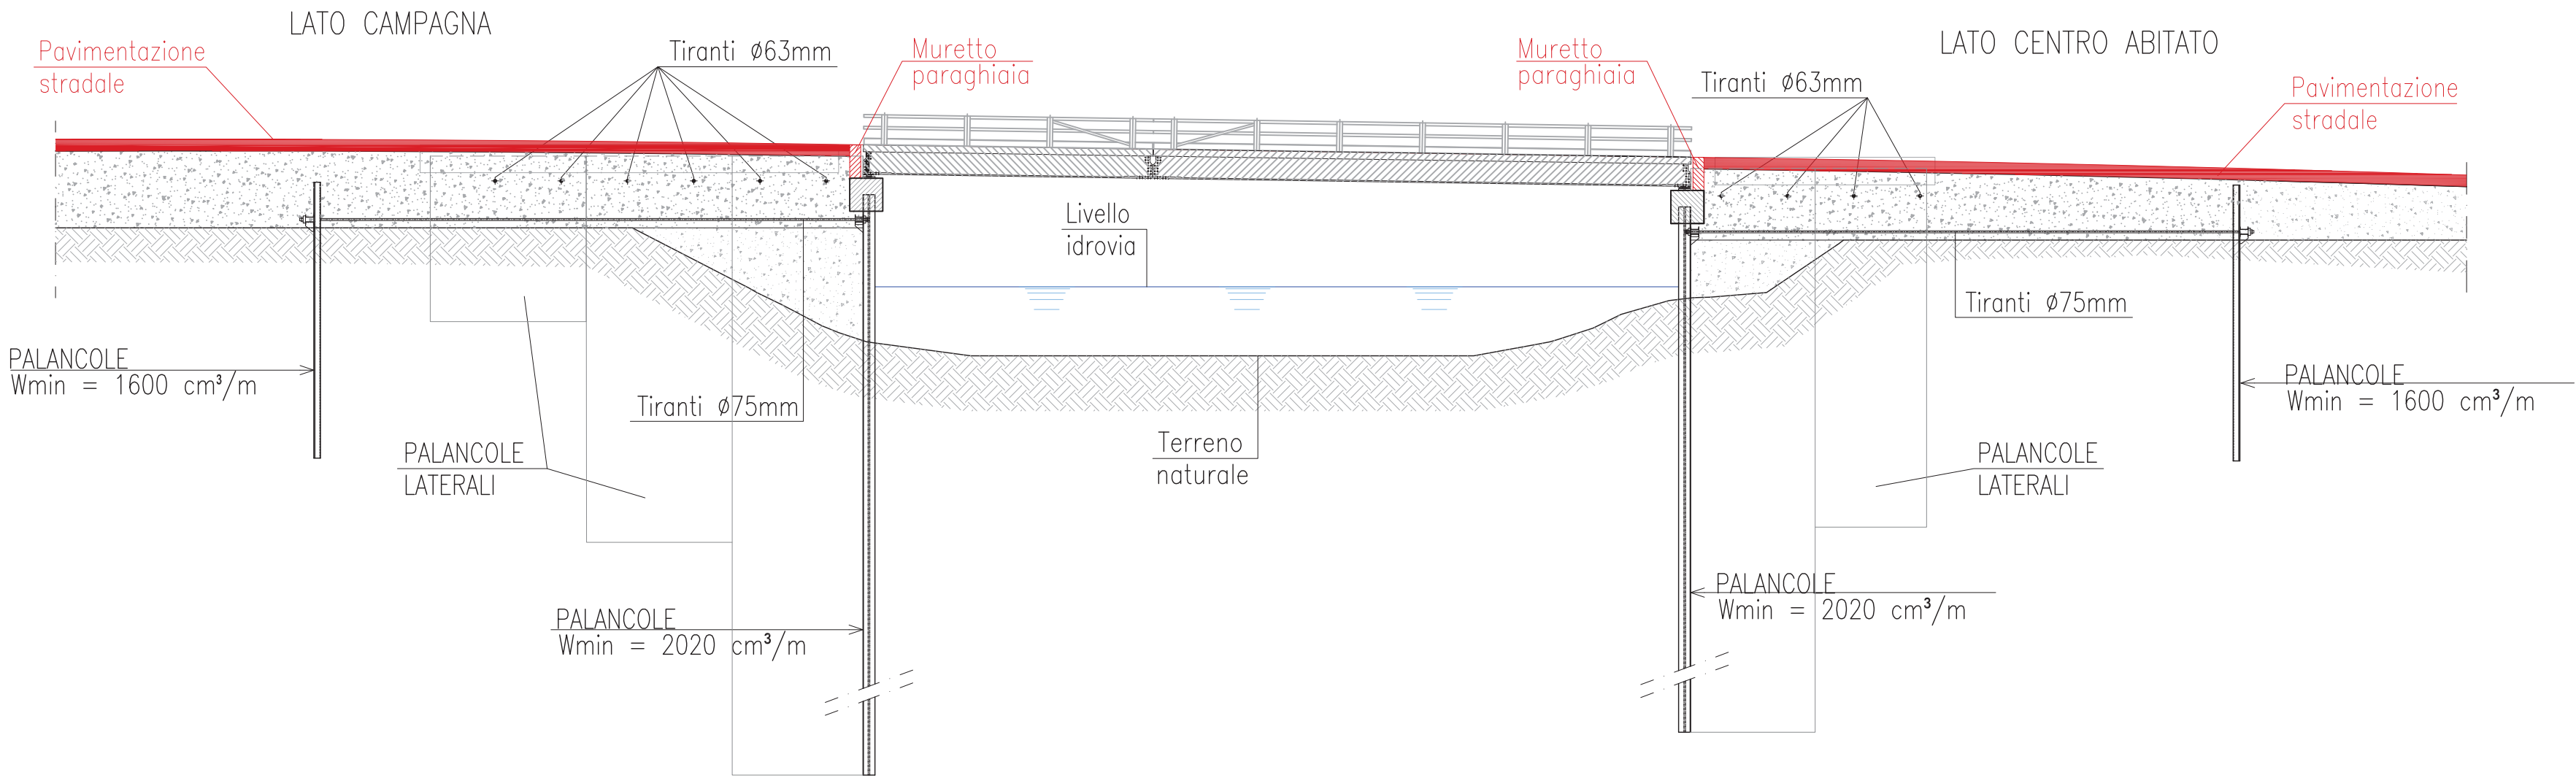 LATO CAMPAGNA
LATO CENTRO ABITATO
Pavimentazione
stradale
Tiranti ø63mm
Muretto
paraghiaia
Muretto
paraghiaia
Tiranti ø63mm
Pavimentazione
stradale
Livello
idrovia
Tiranti ø75mm
PALANCOLE
Wmin = 1600 cm³/m
Tiranti ø75mm
PALANCOLE
Wmin = 1600 cm³/m
PALANCOLE
LATERALI
Terreno
naturale
PALANCOLE
LATERALI
PALANCOLE
Wmin = 2020 cm³/m
PALANCOLE
Wmin = 2020 cm³/m